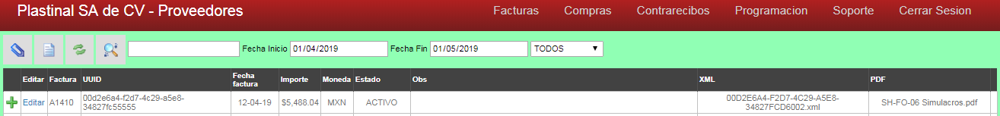 Plastinal SA de CV - Proveedores Facturas Compras Contrarecibos Programacion Soporte Cerrar Sesion
Fecha Inicio 01/04/2019 Fecha Fin 01/05/2019 TODOS
Editar Factura UUID Fecha factura Importe Moneda Estado Obs XML PDF
Editar A1410 00d2e6a4-f2d7-4c29-a5e8-34827fc55555 12-04-19 $5,488.04 MXN ACTIVO 00D2E6A4-F2D7-4C29-A5E8-34827FCD6002.xml SH-FO-06 Simulacros.pdf